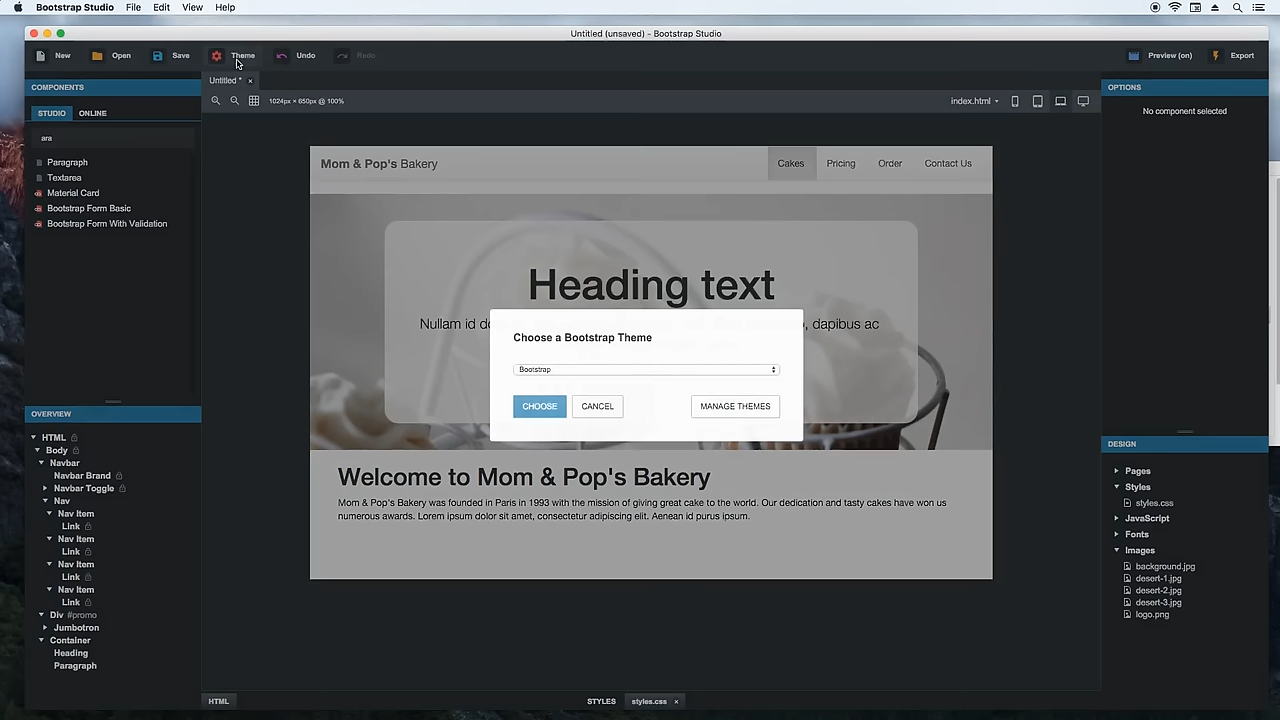 Bootstrap Studio File Edit View Help
Untitled (unsaved) - Bootstrap Studio
New Open Save Theme Undo Redo Preview (on) Export
COMPONENTS
STUDIO ONLINE
ara
Paragraph
Textarea
Material Card
Bootstrap Form Basic
Bootstrap Form With Validation
OVERVIEW
HTML
Body
Navbar
Navbar Brand
Navbar Toggle
Nav
Nav Item
Link
Nav Item
Link
Nav Item
Link
Nav Item
Link
Div #promo
Jumbotron
Container
Heading
Paragraph
Untitled * ×
1024px × 650px @ 100% index.html
Mom & Pop's Bakery Cakes Pricing Order Contact Us
Heading text
Nullam id do , dapibus ac
Choose a Bootstrap Theme
Bootstrap
CHOOSE CANCEL MANAGE THEMES
Welcome to Mom & Pop's Bakery
Mom & Pop's Bakery was founded in Paris in 1993 with the mission of giving great cake to the world. Our dedication and tasty cakes have won us
numerous awards. Lorem ipsum dolor sit amet, consectetur adipiscing elit. Aenean id purus ipsum.
HTML STYLES styles.css ×
OPTIONS
No component selected
DESIGN
Pages
Styles
styles.css
JavaScript
Fonts
Images
background.jpg
desert-1.jpg
desert-2.jpg
desert-3.jpg
logo.png